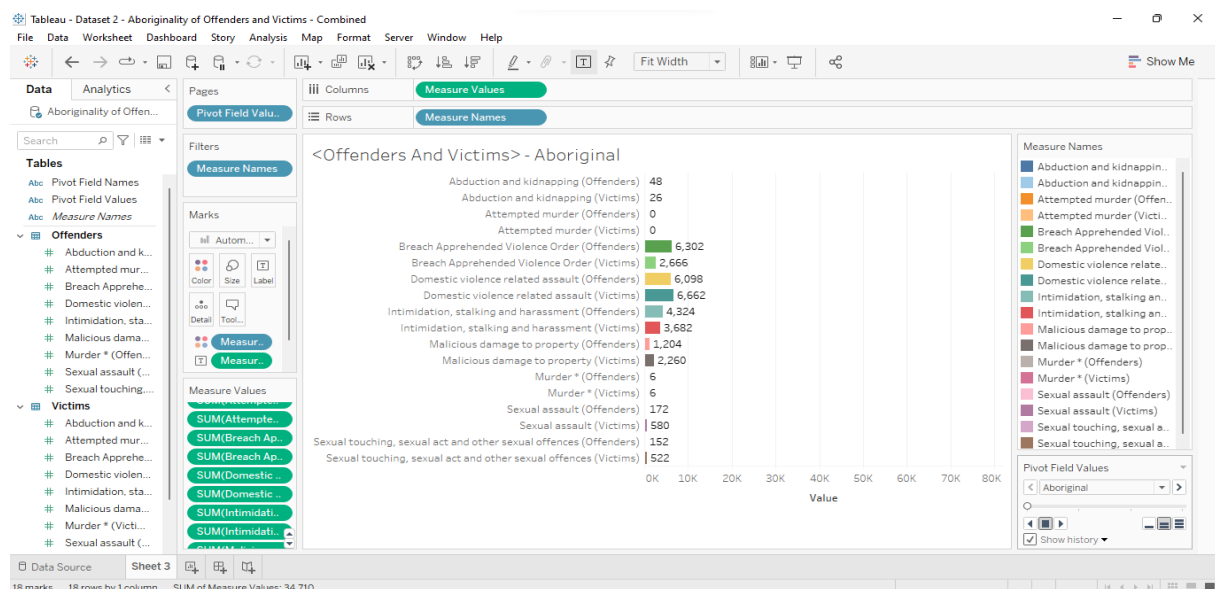 Tableau - Dataset 2 - Aboriginality of Offenders and Victims - Combined
File Data Worksheet Dashboard Story Analysis Map Format Server Window Help
Fit Width
Show Me
Data Analytics
Aboriginality of Offen...
Search
Tables
Abc Pivot Field Names
Abc Pivot Field Values
Abc Measure Names
Offenders
# Abduction and k...
# Attempted mur...
# Breach Apprehe...
# Domestic violen...
# Intimidation, sta...
# Malicious dama...
# Murder * (Offen...
# Sexual assault (...
# Sexual touching,...
Victims
# Abduction and k...
# Attempted mur...
# Breach Apprehe...
# Domestic violen...
# Intimidation, sta...
# Malicious dama...
# Murder * (Victi...
# Sexual assault (...
Pages
Pivot Field Valu..
Filters
Measure Names
Marks
Autom...
Color Size Label
Detail Tool...
Measur..
Measur..
Measure Values
SUM(Attempte..
SUM(Breach Ap..
SUM(Breach Ap..
SUM(Domestic ..
SUM(Domestic ..
SUM(Intimidati..
SUM(Intimidati..
Columns Measure Values
Rows Measure Names
<Offenders And Victims> - Aboriginal
Abduction and kidnapping (Offenders) 48
Abduction and kidnapping (Victims) 26
Attempted murder (Offenders) 0
Attempted murder (Victims) 0
Breach Apprehended Violence Order (Offenders) 6,302
Breach Apprehended Violence Order (Victims) 2,666
Domestic violence related assault (Offenders) 6,098
Domestic violence related assault (Victims) 6,662
Intimidation, stalking and harassment (Offenders) 4,324
Intimidation, stalking and harassment (Victims) 3,682
Malicious damage to property (Offenders) 1,204
Malicious damage to property (Victims) 2,260
Murder * (Offenders) 6
Murder * (Victims) 6
Sexual assault (Offenders) 172
Sexual assault (Victims) 580
Sexual touching, sexual act and other sexual offences (Offenders) 152
Sexual touching, sexual act and other sexual offences (Victims) 522
0K 10K 20K 30K 40K 50K 60K 70K 80K
Value
Measure Names
Abduction and kidnappin..
Abduction and kidnappin..
Attempted murder (Offen..
Attempted murder (Victi..
Breach Apprehended Viol..
Breach Apprehended Viol..
Domestic violence relate..
Domestic violence relate..
Intimidation, stalking an..
Intimidation, stalking an..
Malicious damage to prop..
Malicious damage to prop..
Murder * (Offenders)
Murder * (Victims)
Sexual assault (Offenders)
Sexual assault (Victims)
Sexual touching, sexual a..
Sexual touching, sexual a..
Pivot Field Values
Aboriginal
Show history
Data Source Sheet 3
18 marks 18 rows by 1 column SUM of Measure Values: 34,710